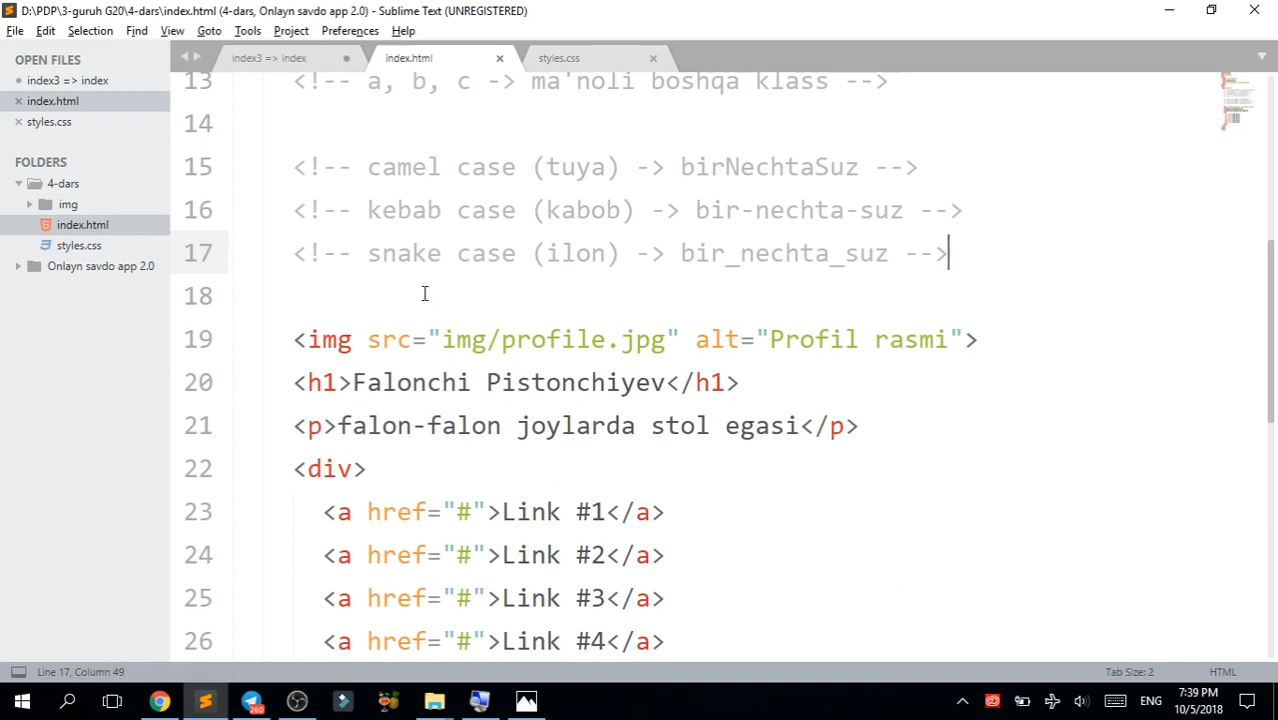 D:\PDP\3-guruh G20\4-dars\index.html (4-dars, Onlayn savdo app 2.0) - Sublime Text (UNREGISTERED)
File Edit Selection Find View Goto Tools Project Preferences Help
OPEN FILES
index3 => index
index.html
styles.css
FOLDERS
4-dars
img
index.html
styles.css
Onlayn savdo app 2.0
index3 => index index.html styles.css
13 <!-- a, b, c -> ma'noli boshqa klass -->
14
15 <!-- camel case (tuya) -> birNechtaSuz -->
16 <!-- kebab case (kabob) -> bir-nechta-suz -->
17 <!-- snake case (ilon) -> bir_nechta_suz -->
18
19 <img src="img/profile.jpg" alt="Profil rasmi">
20 <h1>Falonchi Pistonchiyev</h1>
21 <p>falon-falon joylarda stol egasi</p>
22 <div>
23 <a href="#">Link #1</a>
24 <a href="#">Link #2</a>
25 <a href="#">Link #3</a>
26 <a href="#">Link #4</a>
Line 17, Column 49 Tab Size: 2 HTML
260
ENG
7:39 PM
10/5/2018